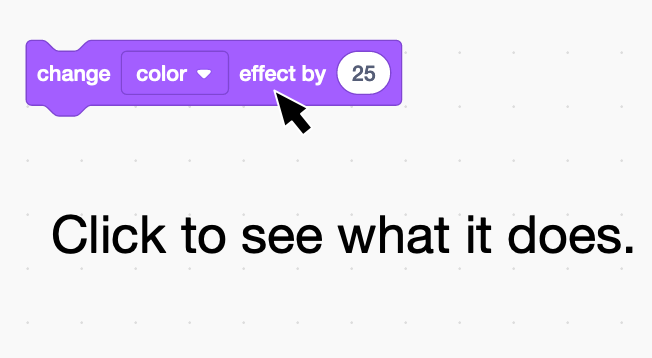 change color effect by 25
Click to see what it does.